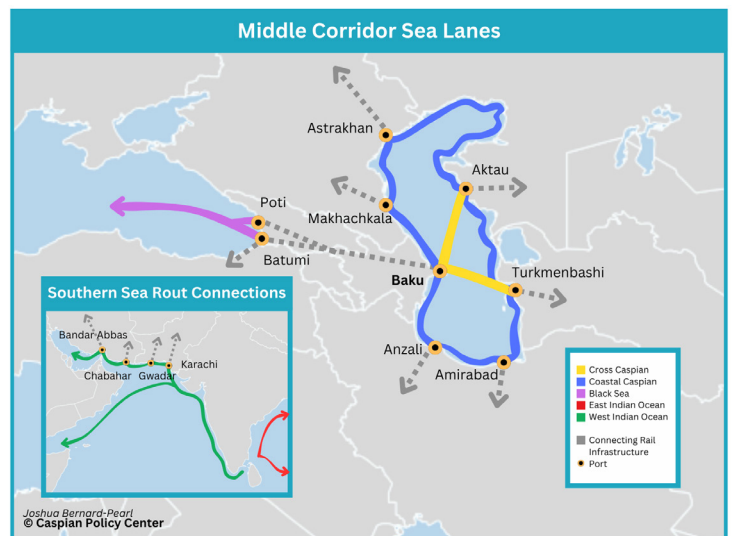 Middle Corridor Sea Lanes
Astrakhan
Aktau
Poti
Makhachkala
Batumi
Baku
Turkmenbashi
Southern Sea Rout Connections
Bandar Abbas
Chabahar
Gwadar
Karachi
Anzali
Amirabad
Cross Caspian
Coastal Caspian
Black Sea
East Indian Ocean
West Indian Ocean
Connecting Rail
Infrastructure
Port
Joshua Bernard-Pearl
© Caspian Policy Center